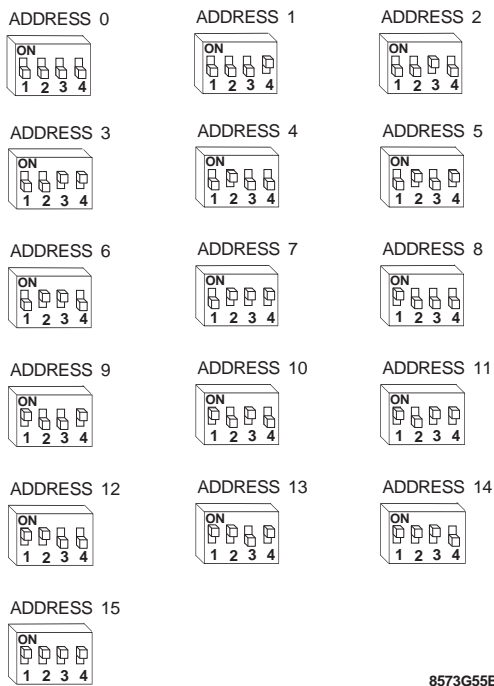 ADDRESS 0
ON
1 2 3 4
ADDRESS 1
ON
1 2 3 4
ADDRESS 2
ON
1 2 3 4
ADDRESS 3
ON
1 2 3 4
ADDRESS 4
ON
1 2 3 4
ADDRESS 5
ON
1 2 3 4
ADDRESS 6
ON
1 2 3 4
ADDRESS 7
ON
1 2 3 4
ADDRESS 8
ON
1 2 3 4
ADDRESS 9
ON
1 2 3 4
ADDRESS 10
ON
1 2 3 4
ADDRESS 11
ON
1 2 3 4
ADDRESS 12
ON
1 2 3 4
ADDRESS 13
ON
1 2 3 4
ADDRESS 14
ON
1 2 3 4
ADDRESS 15
ON
1 2 3 4
8573G55B